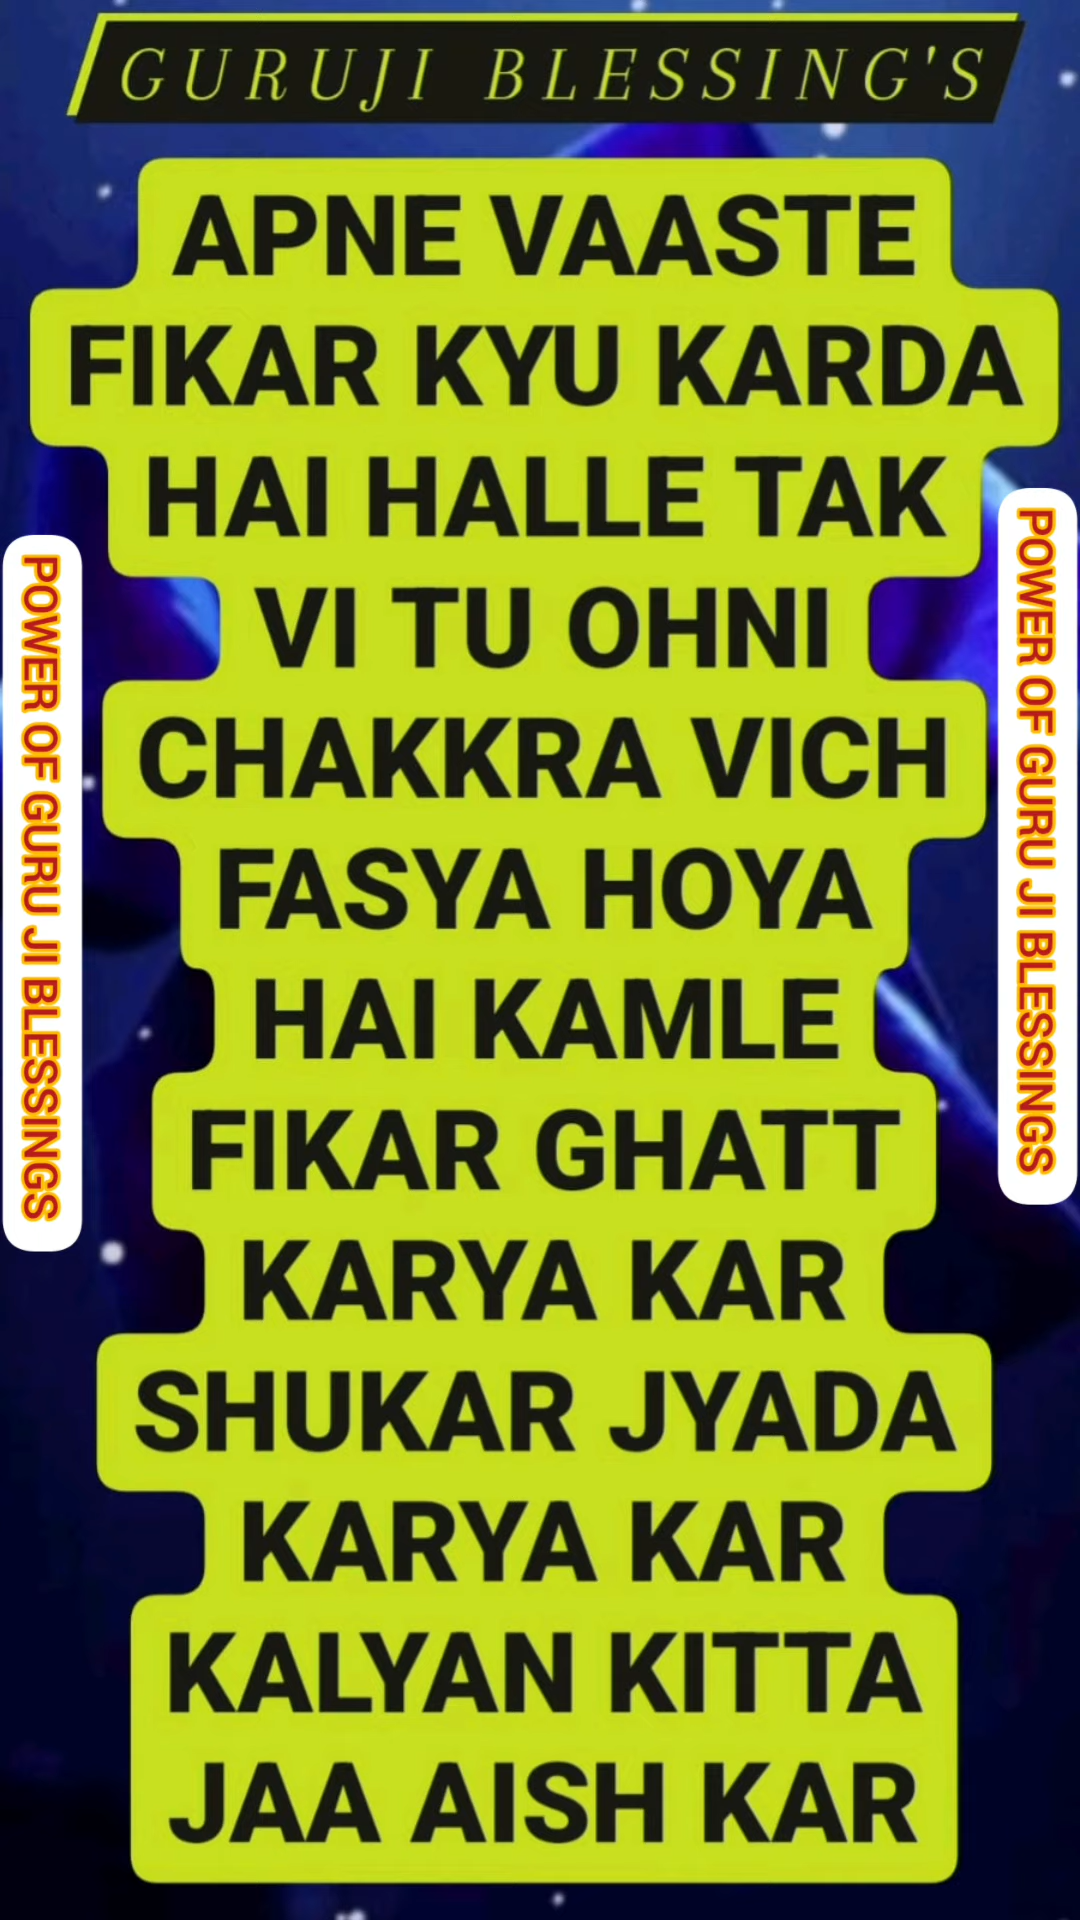 GURUJI BLESSING'S
APNE VAASTE
FIKAR KYU KARDA
HAI HALLE TAK
VI TU OHNI
CHAKKRA VICH
FASYA HOYA
HAI KAMLE
FIKAR GHATT
KARYA KAR
SHUKAR JYADA
KARYA KAR
KALYAN KITTA
JAA AISH KAR
POWER OF GURU JI BLESSINGS
POWER OF GURU JI BLESSINGS